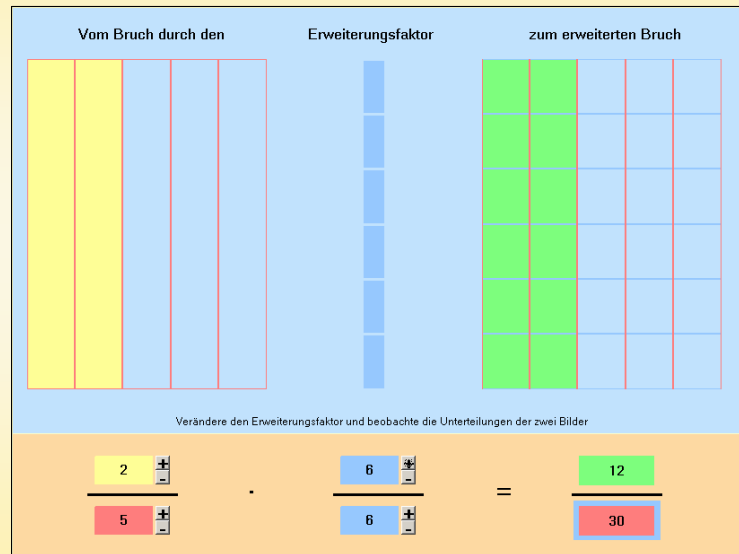 Vom Bruch durch den Erweiterungsfaktor zum erweiterten Bruch
Verändere den Erweiterungsfaktor und beobachte die Unterteilungen der zwei Bilder
2 + - · 6 + - = 12
5 + - 6 + - 30